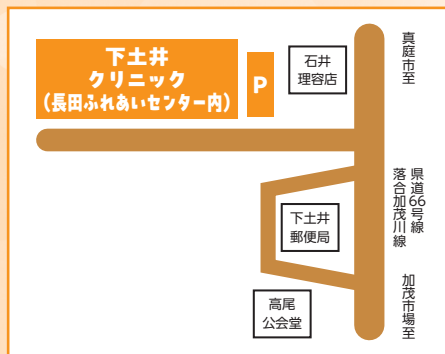 下土井
クリニック
（長田ふれあいセンター内）
P
石井
理容店
真庭市至
県道66号線
落合加茂川線
下土井
郵便局
高尾
公会堂
加茂市場至